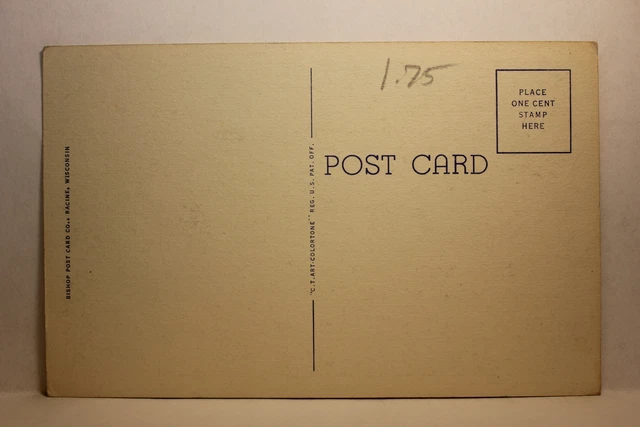 BISHOP POST CARD CO., RACINE, WISCONSIN
"C.T. ART-COLORTONE" REG. U.S. PAT. OFF.
1.75
PLACE
ONE CENT
STAMP
HERE
POST CARD